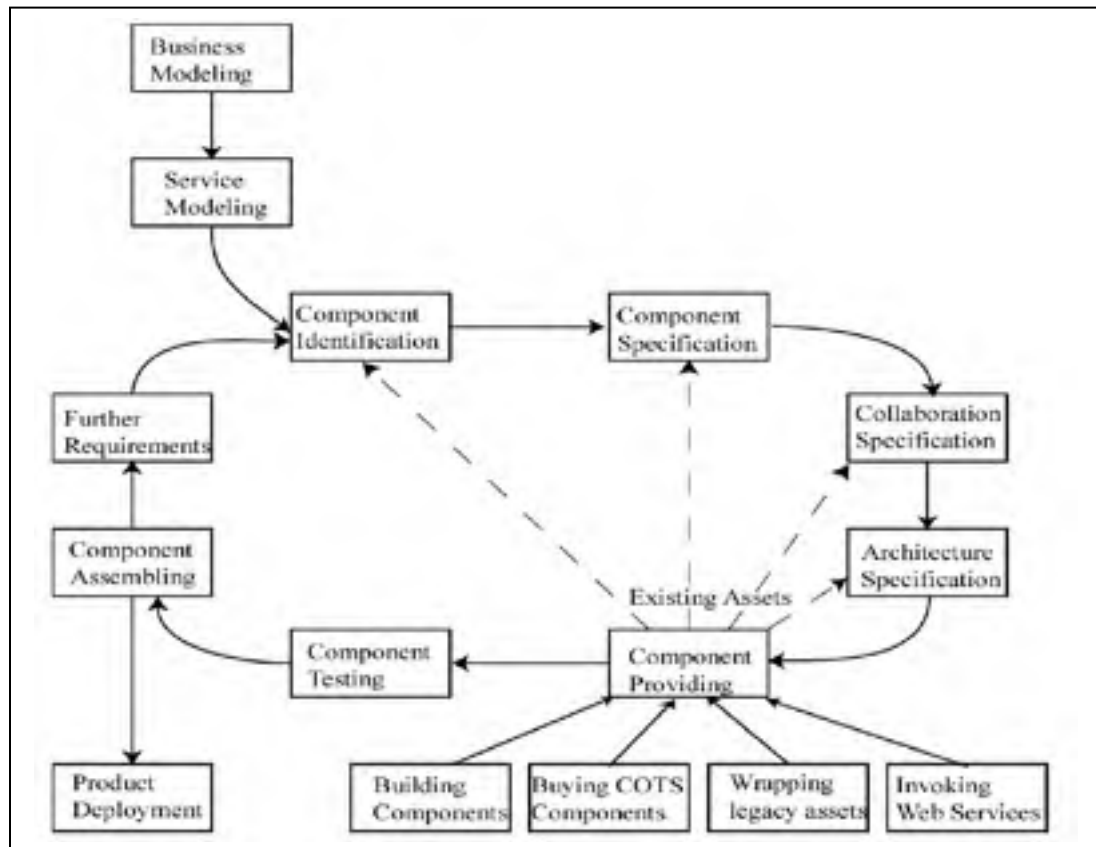 Business
Modeling
Service
Modeling
Component
Identification
Component
Specification
Further
Requirements
Collaboration
Specification
Component
Assembling
Architecture
Specification
Existing Assets
Component
Testing
Component
Providing
Product
Deployment
Building
Components
Buying COTS
Components
Wrapping
legacy assets
Invoking
Web Services